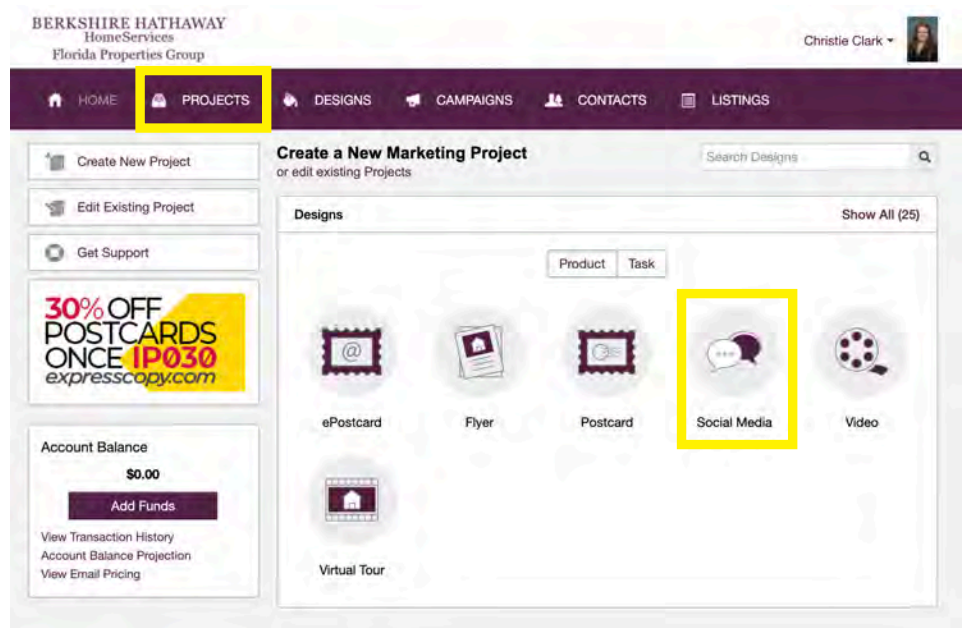 BERKSHIRE HATHAWAY
HomeServices
Florida Properties Group
Christie Clark
HOME
PROJECTS
DESIGNS
CAMPAIGNS
CONTACTS
LISTINGS
Create New Project
Edit Existing Project
Get Support
30% OFF
POSTCARDS
ONCE IP030
expresscopy.com
Account Balance
$0.00
Add Funds
View Transaction History
Account Balance Projection
View Email Pricing
Create a New Marketing Project
or edit existing Projects
Search Designs
Designs
Show All (25)
Product
Task
@
ePostcard
Flyer
Postcard
Social Media
Video
Virtual Tour